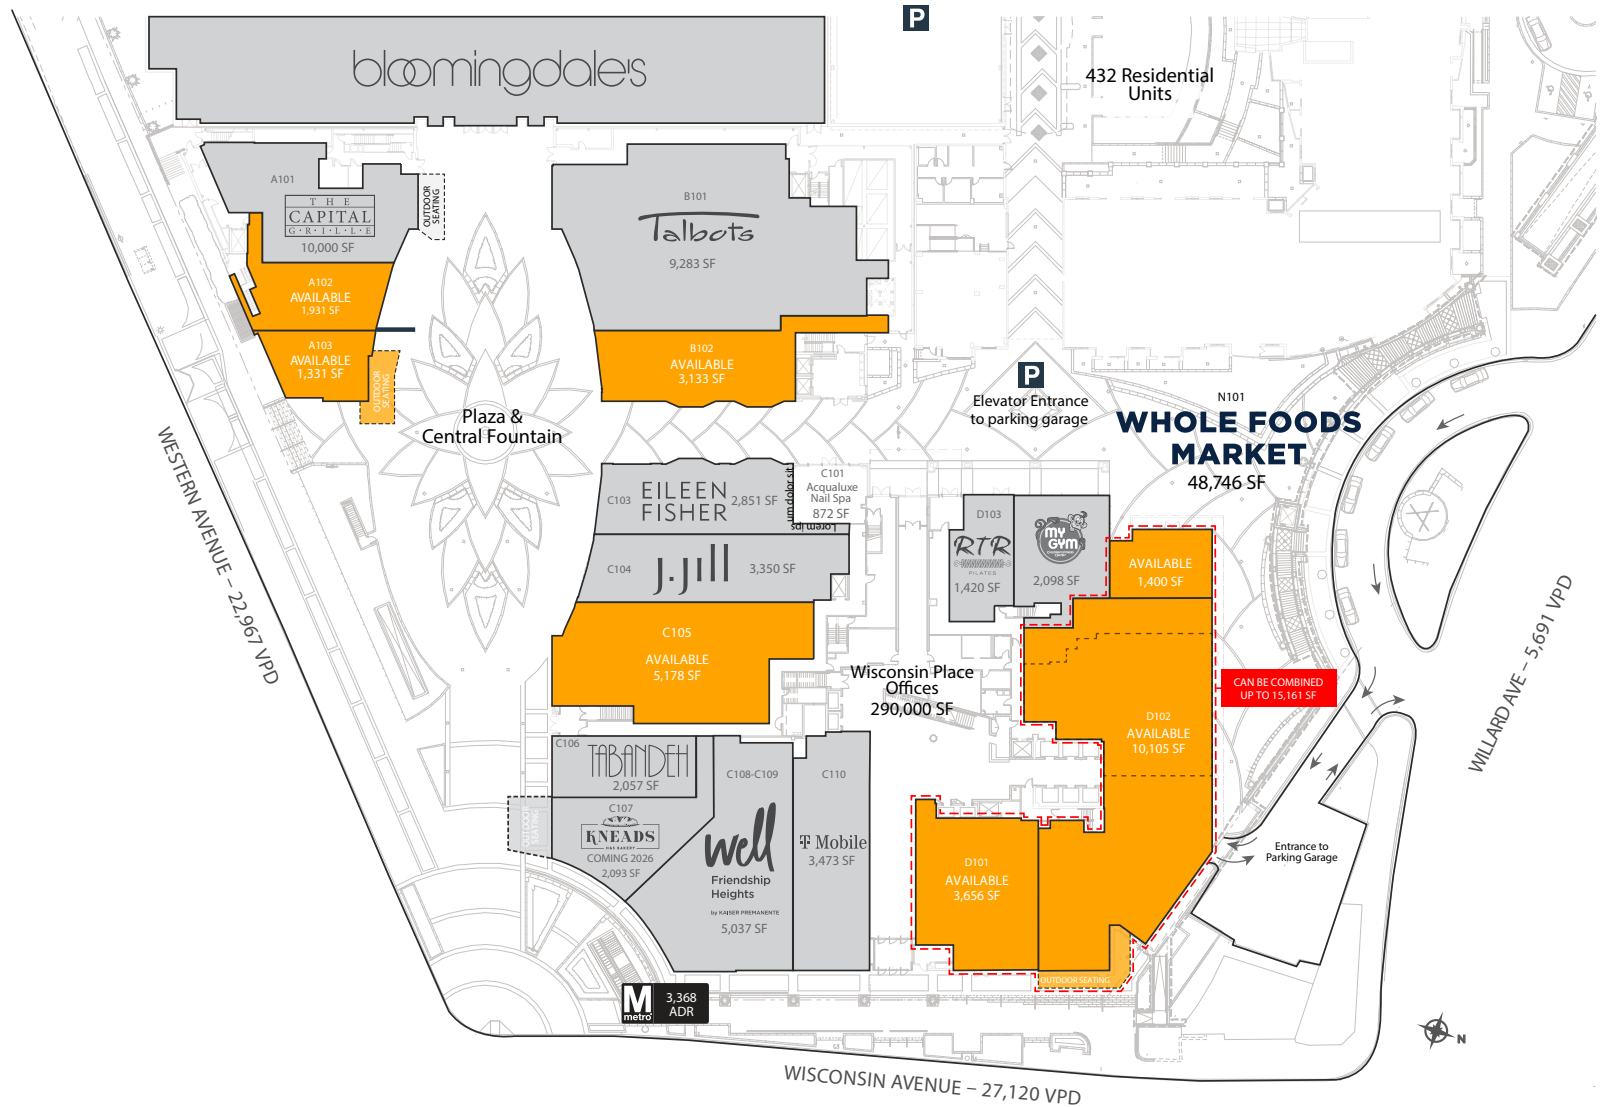 P
bloomingdale's
432 Residential
Units
A101
THE
CAPITAL
G·R·I·L·L·E
10,000 SF
OUTDOOR
SEATING
B101
Talbots
9,283 SF
A102
AVAILABLE
1,931 SF
A103
AVAILABLE
1,331 SF
OUTDOOR
SEATING
B102
AVAILABLE
3,133 SF
P
Elevator Entrance
to parking garage
N101
WHOLE FOODS
MARKET
48,746 SF
Plaza &
Central Fountain
WESTERN AVENUE – 22,967 VPD
C103
EILEEN
FISHER
2,851 SF
um dolor sit
Lorem ips
C101
Acqualuxe
Nail Spa
872 SF
C104
J.Jill
3,350 SF
D103
RTR
PILATES
1,420 SF
MY
GYM
2,098 SF
AVAILABLE
1,400 SF
C105
AVAILABLE
5,178 SF
Wisconsin Place
Offices
290,000 SF
CAN BE COMBINED
UP TO 15,161 SF
D102
AVAILABLE
10,105 SF
WILLARD AVE – 5,691 VPD
C106
TABANDEH
2,057 SF
C107
KNEADS
H&S BAKERY
COMING 2026
2,093 SF
OUTDOOR
SEATING
C108-C109
well
Friendship
Heights
by KAISER PREMANENTE
5,037 SF
C110
T Mobile
3,473 SF
D101
AVAILABLE
3,656 SF
OUTDOOR SEATING
Entrance to
Parking Garage
M
metro
3,368
ADR
WISCONSIN AVENUE – 27,120 VPD
N